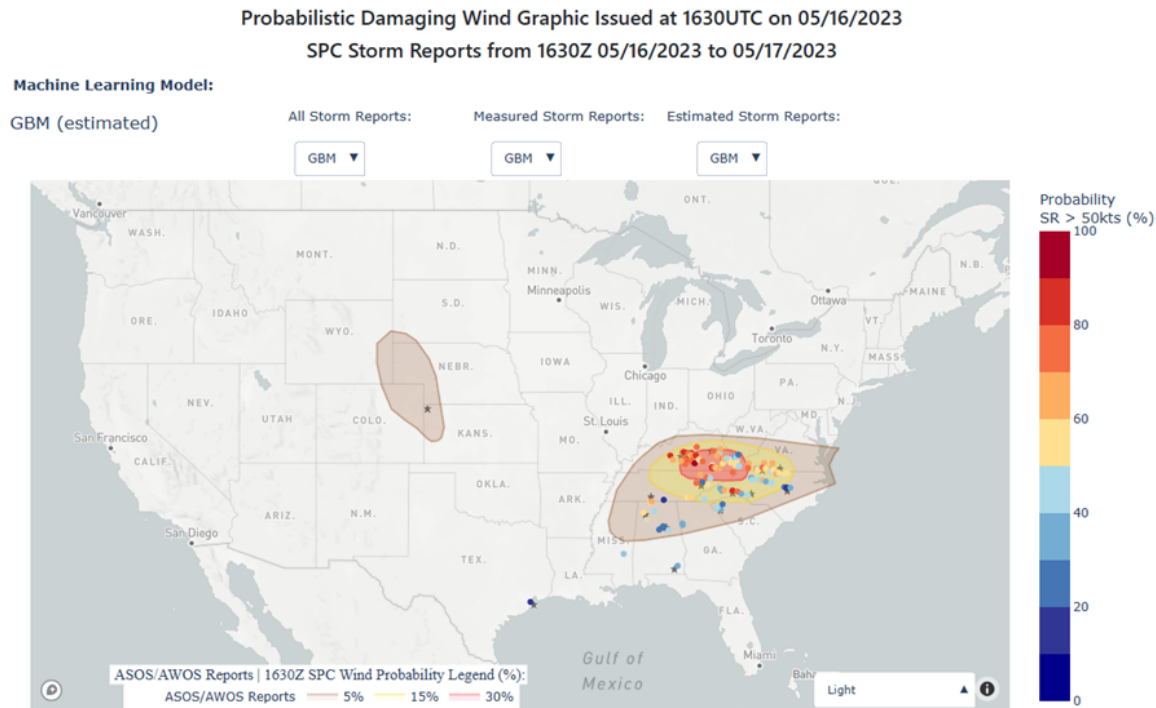 Probabilistic Damaging Wind Graphic Issued at 1630UTC on 05/16/2023
SPC Storm Reports from 1630Z 05/16/2023 to 05/17/2023
Machine Learning Model:
GBM (estimated)
All Storm Reports:
Measured Storm Reports:
Estimated Storm Reports:
GBM ▼
GBM ▼
GBM ▼
Probability
SR > 50kts (%)
100
80
60
40
20
0
ONT.
QUE.
Vancouver
WASH.
MONT.
N.D.
MINN.
Minneapolis
N.B.
MAINE
Ottawa
WIS.
MICH.
S.D.
ORE.
IDAHO
WYO.
VT.
Toronto
N.Y.
MASS.
NEBR.
IOWA
Chicago
PA.
NEV.
UTAH
COLO.
ILL.
IND.
OHIO
N.J.
MD.
San Francisco
CALIF.
KANS.
MO.
St. Louis
W.VA.
VA.
ARIZ.
N.M.
OKLA.
ARK.
S.C.
San Diego
MISS.
GA.
TEX.
LA.
FLA.
Gulf of
Mexico
Miami
Baha
ASOS/AWOS Reports | 1630Z SPC Wind Probability Legend (%):
ASOS/AWOS Reports 5% 15% 30%
Light ▲